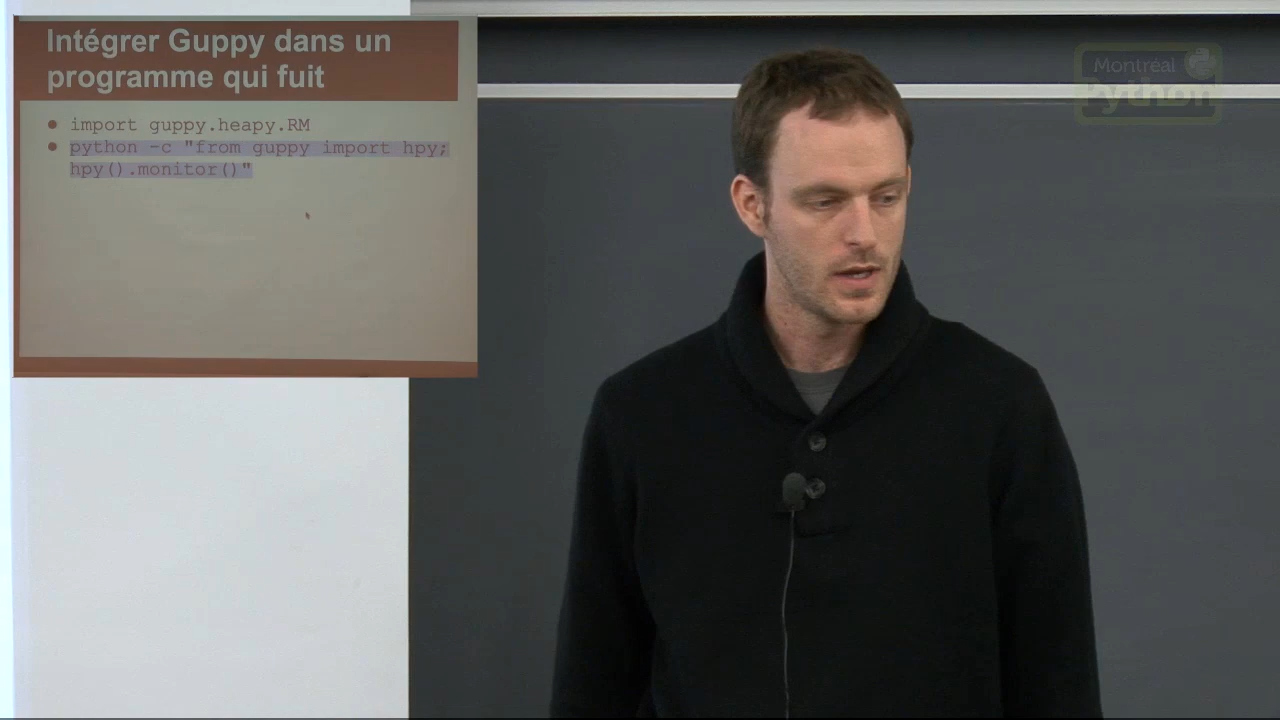 Intégrer Guppy dans un
programme qui fuit
● import guppy.heapy.RM
● python -c "from guppy import hpy;
hpy().monitor()"
Montréal
Python